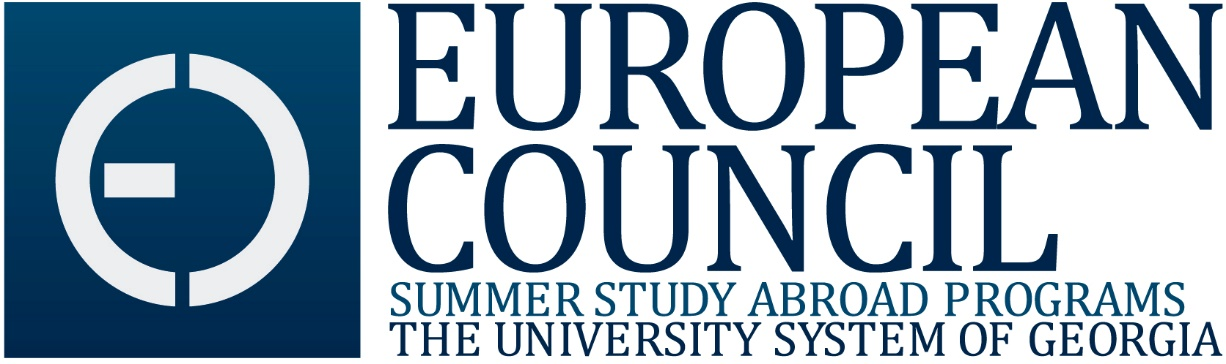 EUROPEAN
COUNCIL
SUMMER STUDY ABROAD PROGRAMS
THE UNIVERSITY SYSTEM OF GEORGIA